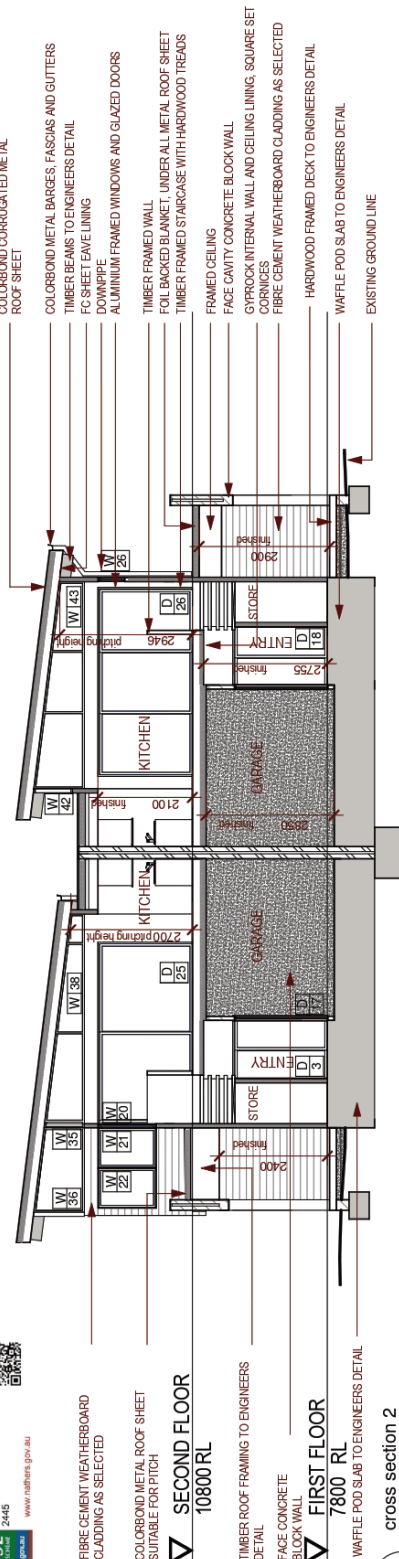 COLORBOND CORRUGATED METAL
ROOF SHEET
COLORBOND METAL BARGES, FASCIAS AND GUTTERS
TIMBER BEAMS TO ENGINEERS DETAIL
FC SHEET EAVE LINING
DOWNPIPE
ALUMINIUM FRAMED WINDOWS AND GLAZED DOORS
TIMBER FRAMED WALL
FOIL BACKED BLANKET, UNDER ALL METAL ROOF SHEET
TIMBER FRAMED STAIRCASE WITH HARDWOOD TREADS
FRAMED CEILING
FACE CAVITY CONCRETE BLOCK WALL
GYPROCK INTERNAL WALL AND CEILING LINING, SQUARE SET
CORNICES
FIBRE CEMENT WEATHERBOARD CLADDING AS SELECTED
HARDWOOD FRAMED DECK TO ENGINEERS DETAIL
WAFFLE POD SLAB TO ENGINEERS DETAIL
EXISTING GROUND LINE
W 36
W 35
W 38
W 42
W 43
W 26
W 22
W 21
W 20
D 25
D 26
KITCHEN
KITCHEN
KITCHEN
2700 pitching height
2100 finished
2946 pitching height
STORE
ENTRY
D 3
D 17
GARAGE
GARAGE
ENTRY
D 18
STORE
2400 finished
finished
2755 finished
2900 finished
2445
www.nathers.gov.au
FIBRE CEMENT WEATHERBOARD
CLADDING AS SELECTED
COLORBOND METAL ROOF SHEET
SUITABLE FOR PITCH
SECOND FLOOR
10800 RL
TIMBER ROOF FRAMING TO ENGINEERS
DETAIL
FACE CONCRETE
BLOCK WALL
FIRST FLOOR
7800 RL
WAFFLE POD SLAB TO ENGINEERS DETAIL
cross section 2